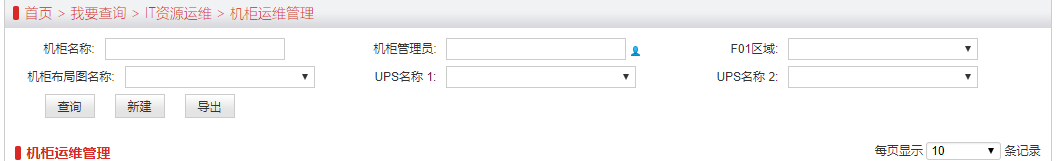 首页 > 我要查询 > IT资源运维 > 机柜运维管理
机柜名称: 机柜管理员: F01区域:
机柜布局图名称: UPS名称 1: UPS名称 2:
查询 新建 导出
机柜运维管理 每页显示 10 条记录